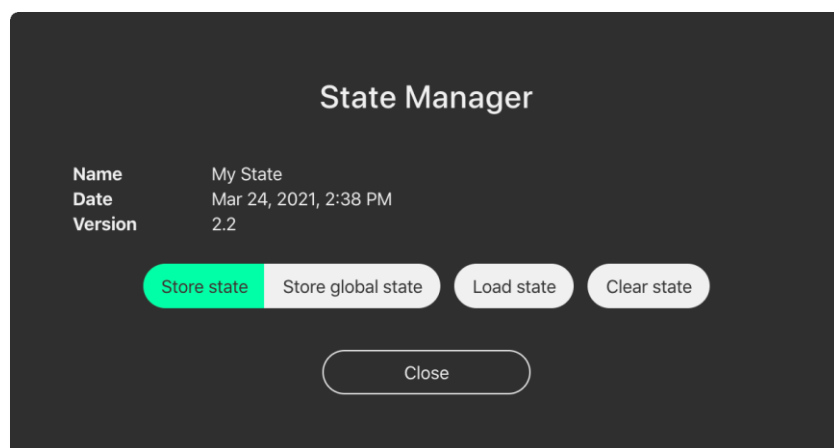 State Manager
Name My State
Date Mar 24, 2021, 2:38 PM
Version 2.2
Store state Store global state Load state Clear state
Close